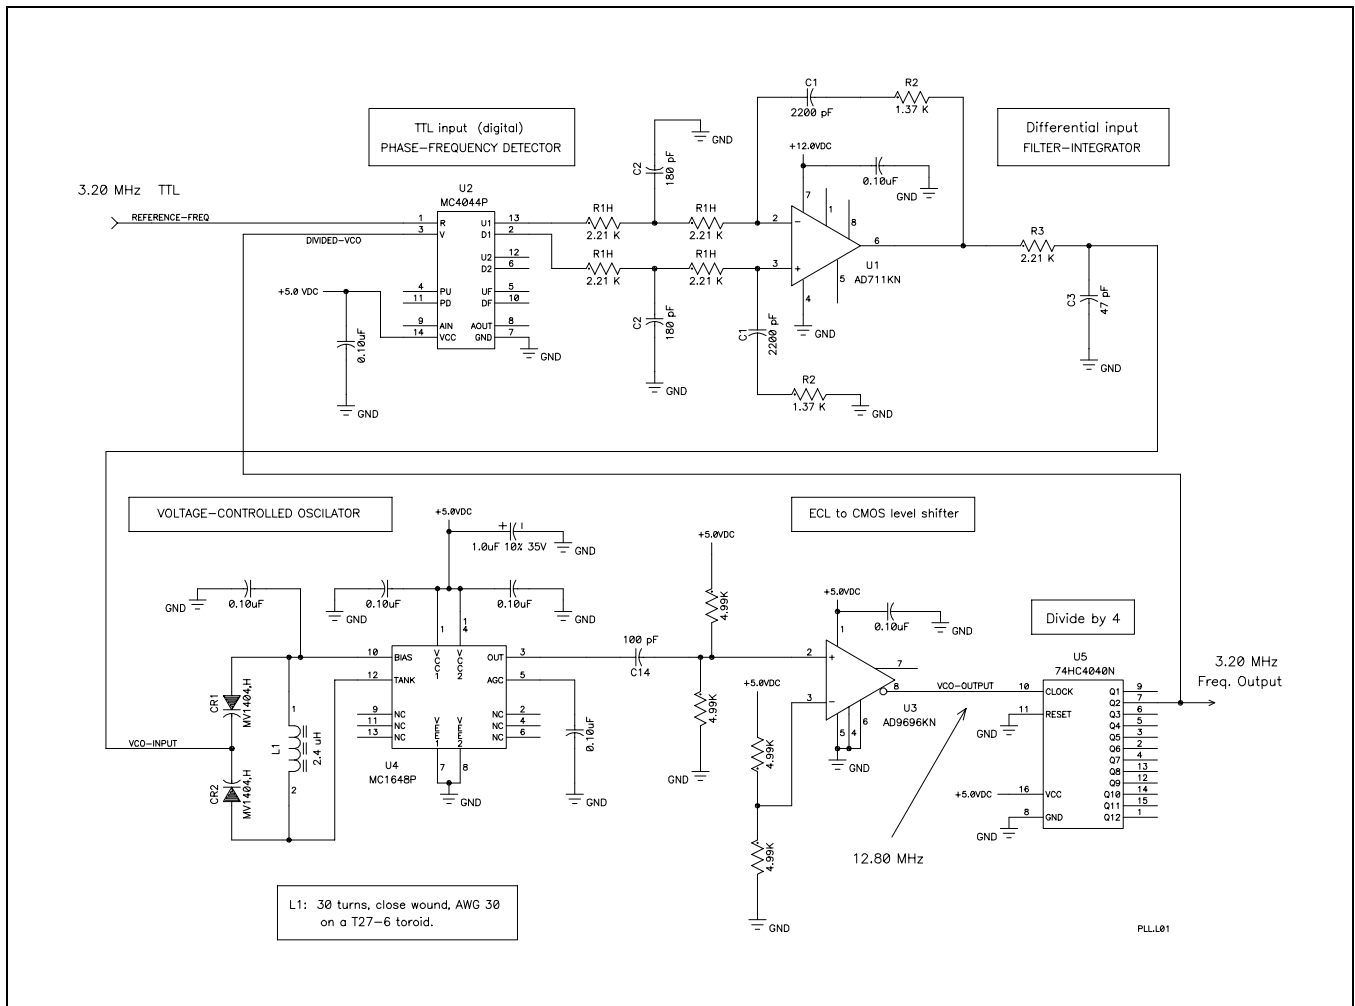 TTL input (digital)
PHASE-FREQUENCY DETECTOR
Differential input
FILTER-INTEGRATOR
3.20 MHz TTL
REFERENCE-FREQ
DIVIDED-VCO
U2
MC4044P
1 R
3 V
4 PU
11 PD
9 AIN
14 VCC
U1 13
D1 2
U2 12
D2 6
UF 5
DF 10
AOUT 8
GND 7
GND
+5.0 VDC
0.10uF
GND
R1H
2.21 K
R1H
2.21 K
R1H
2.21 K
R1H
2.21 K
C2
180 pF
GND
C2
180 pF
GND
C1
2200 pF
R2
1.37 K
C1
2200 pF
R2
1.37 K
GND
+12.0VDC
0.10uF
GND
7
1
8
2
3
6
5
4
U1
AD711KN
GND
R3
2.21 K
C3
47 pF
GND
VOLTAGE-CONTROLLED OSCILATOR
+5.0VDC
+
1.0uF 10% 35V
GND
GND
0.10uF
GND
0.10uF
0.10uF
GND
1
14
VCC1
VCC2
10 BIAS
12 TANK
9 NC
11 NC
13 NC
OUT 3
AGC 5
NC 2
NC 4
NC 6
VEE1
VEE2
7
8
GND
U4
MC1648P
VCO-INPUT
CR1
MV1404,H
CR2
MV1404,H
1
L1
2.4 uH
2
0.10uF
GND
100 pF
C14
ECL to CMOS level shifter
+5.0VDC
4.99K
4.99K
GND
+5.0VDC
4.99K
4.99K
GND
+5.0VDC
0.10uF
GND
1
2
3
7
8
5
4
6
U3
AD9696KN
GND
VCO-OUTPUT
12.80 MHz
Divide by 4
U5
74HC4040N
10 CLOCK
11 RESET
GND
+5.0VDC
16 VCC
8 GND
GND
Q1 9
Q2 7
Q3 6
Q4 5
Q5 3
Q6 2
Q7 4
Q8 13
Q9 12
Q10 14
Q11 15
Q12 1
3.20 MHz
Freq. Output
L1: 30 turns, close wound, AWG 30
on a T27-6 toroid.
PLL.L01